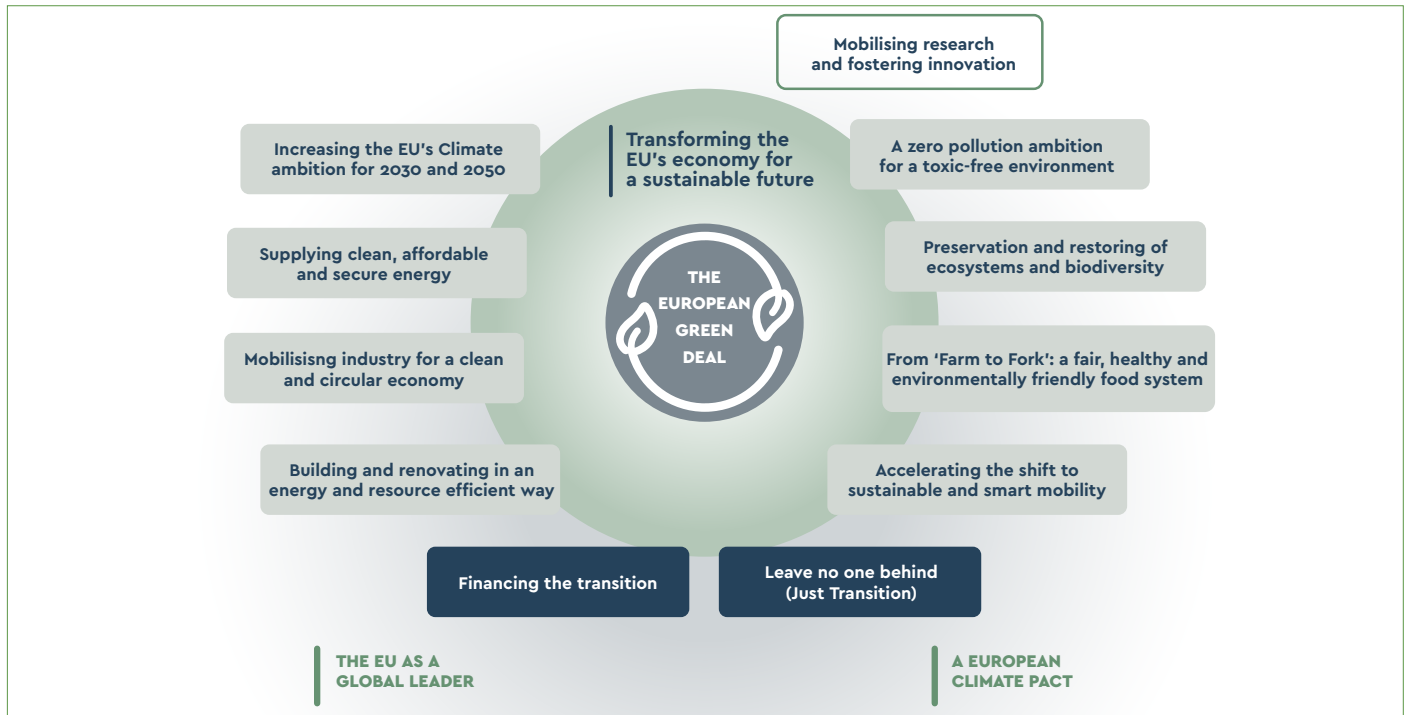 Mobilising research
and fostering innovation
Transforming the
EU's economy for
a sustainable future
Increasing the EU's Climate
ambition for 2030 and 2050
A zero pollution ambition
for a toxic-free environment
Supplying clean, affordable
and secure energy
Preservation and restoring of
ecosystems and biodiversity
THE
EUROPEAN
GREEN
DEAL
Mobilisisng industry for a clean
and circular economy
From ‘Farm to Fork’: a fair, healthy and
environmentally friendly food system
Building and renovating in an
energy and resource efficient way
Accelerating the shift to
sustainable and smart mobility
Financing the transition
Leave no one behind
(Just Transition)
THE EU AS A
GLOBAL LEADER
A EUROPEAN
CLIMATE PACT